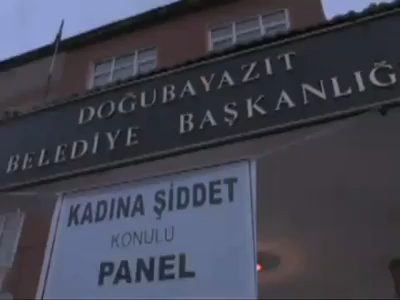 DOĞUBAYAZIT
BELEDİYE BAŞKANLIĞ
KADINA ŞİDDET
KONULU
PANEL